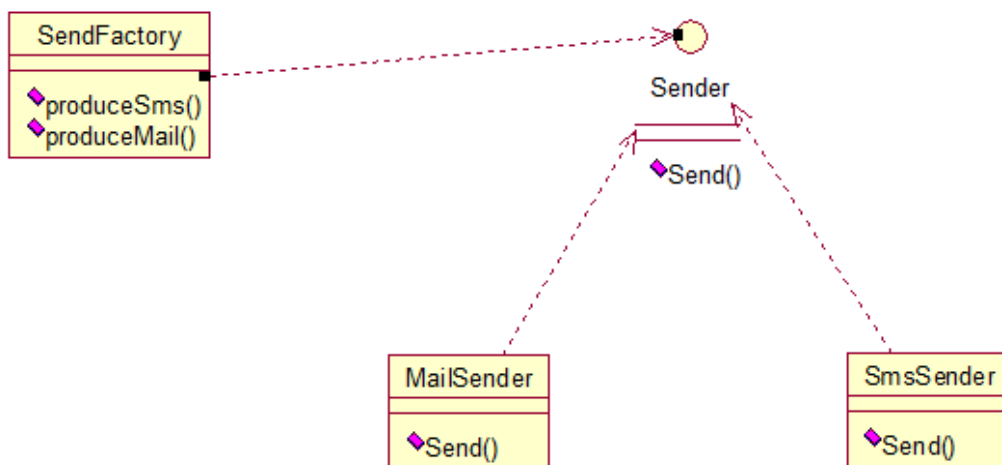 SendFactory
produceSms()
produceMail()
Sender
Send()
MailSender
Send()
SmsSender
Send()